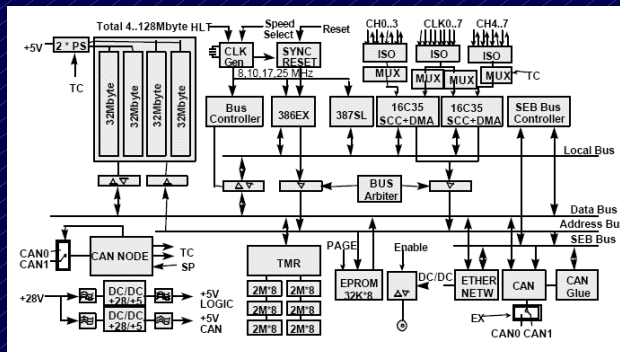 Total 4..128Mbyte HLT
Speed
Select
Reset
CH0..3
CLK0..7
CH4..7
+5V
2 * PS
TC
32Mbyte
32Mbyte
32Mbyte
32Mbyte
CLK
Gen
SYNC
RESET
8,10,17,25 MHz
ISO
ISO
ISO
MUX
MUX
MUX
MUX
TC
Bus
Controller
386EX
387SL
16C35
SCC+DMA
16C35
SCC+DMA
SEB Bus
Controller
Local Bus
BUS
Arbiter
Data Bus
Address Bus
SEB Bus
CAN0
CAN1
CAN NODE
TC
SP
TMR
2M*8
2M*8
2M*8
2M*8
2M*8
2M*8
PAGE
EPROM
32K*8
Enable
DC/DC
ETHER
NETW
CAN
CAN
Glue
EX
CAN0 CAN1
+28V
DC/DC
+28/+5
+5V
LOGIC
DC/DC
+28/+5
+5V
CAN